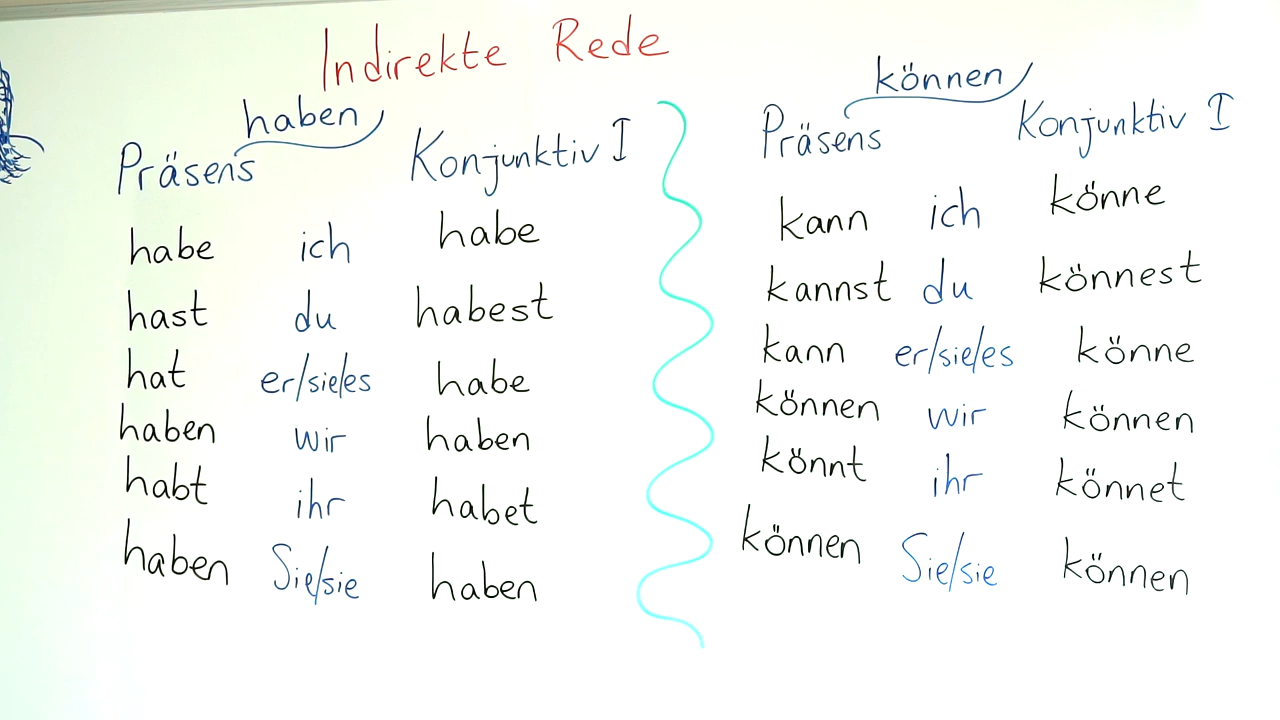 Indirekte Rede
haben
Präsens Konjunktiv I
habe ich habe
hast du habest
hat er/sie/es habe
haben wir haben
habt ihr habet
haben Sie/sie haben
können
Präsens Konjunktiv I
kann ich könne
kannst du könnest
kann er/sie/es könne
können wir können
könnt ihr könnet
können Sie/sie können